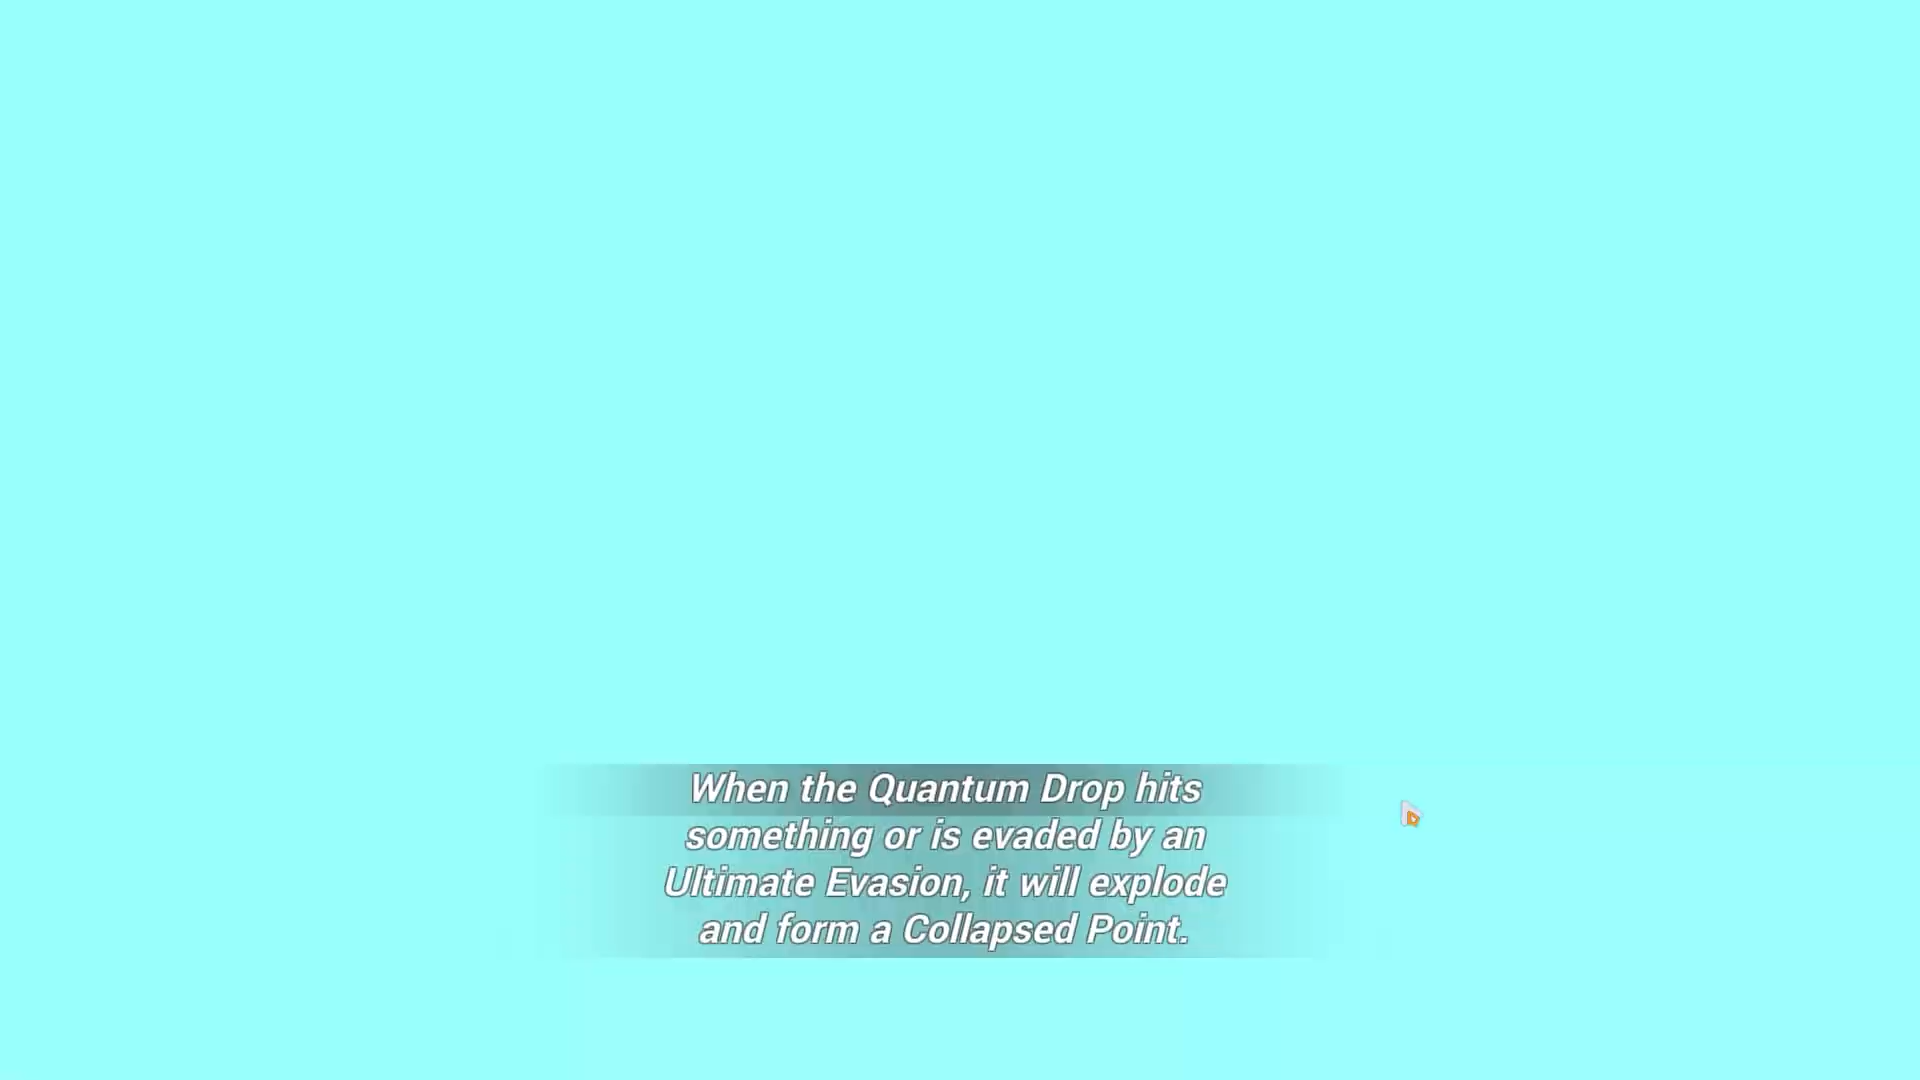 When the Quantum Drop hits
something or is evaded by an
Ultimate Evasion, it will explode
and form a Collapsed Point.